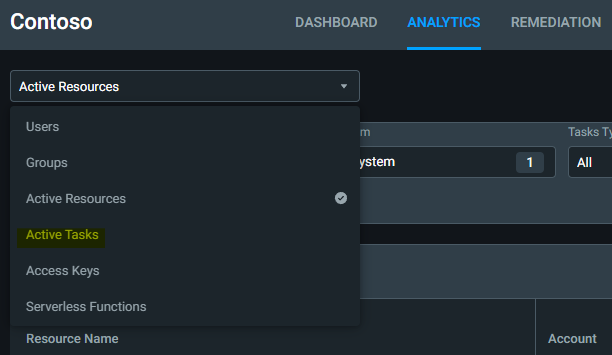 Contoso
DASHBOARD
ANALYTICS
REMEDIATION
Active Resources
Users
Groups
Active Resources
Active Tasks
Access Keys
Serverless Functions
ystem
1
Tasks Ty
All
Resource Name
Account